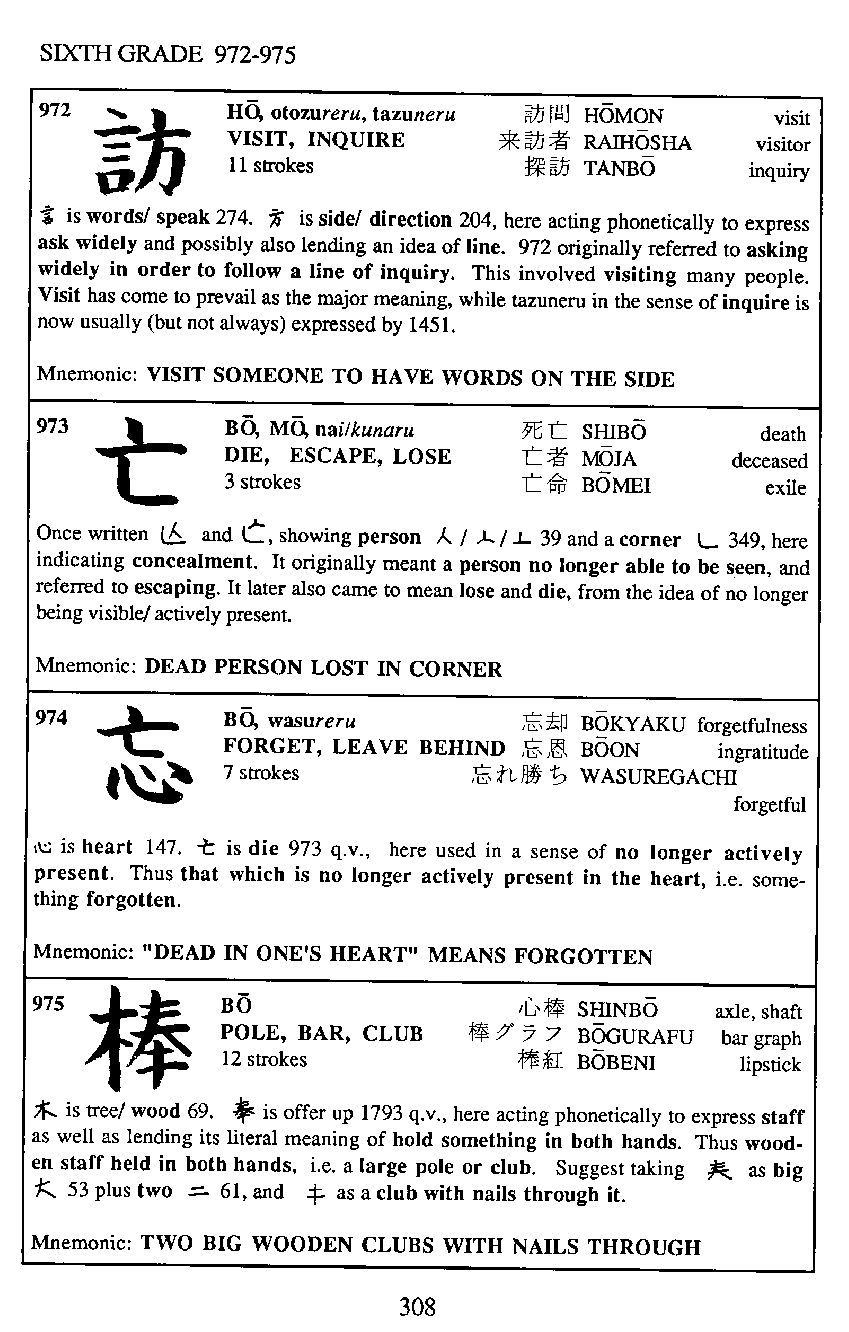 SIXTH GRADE 972-975
972 訪 HŌ, otozureru, tazuneru 訪問 HŌMON visit
VISIT, INQUIRE 来訪者 RAIHŌSHA visitor
11 strokes 探訪 TANBŌ inquiry
言 is words/ speak 274. 方 is side/ direction 204, here acting phonetically to express
ask widely and possibly also lending an idea of line. 972 originally referred to asking
widely in order to follow a line of inquiry. This involved visiting many people.
Visit has come to prevail as the major meaning, while tazuneru in the sense of inquire is
now usually (but not always) expressed by 1451.
Mnemonic: VISIT SOMEONE TO HAVE WORDS ON THE SIDE
973 亡 BŌ, MŌ, nai/kunaru 死亡 SHIBŌ death
DIE, ESCAPE, LOSE 亡者 MŌJA deceased
3 strokes 亡命 BŌMEI exile
Once written and , showing person 人 / 𠆢 / 亠 39 and a corner 乚 349, here
indicating concealment. It originally meant a person no longer able to be seen, and
referred to escaping. It later also came to mean lose and die, from the idea of no longer
being visible/ actively present.
Mnemonic: DEAD PERSON LOST IN CORNER
974 忘 BŌ, wasureru 忘却 BŌKYAKU forgetfulness
FORGET, LEAVE BEHIND 忘恩 BŌON ingratitude
7 strokes 忘れ勝ち WASUREGACHI
forgetful
心 is heart 147. 亡 is die 973 q.v., here used in a sense of no longer actively
present. Thus that which is no longer actively present in the heart, i.e. some-
thing forgotten.
Mnemonic: "DEAD IN ONE'S HEART" MEANS FORGOTTEN
975 棒 BŌ 心棒 SHINBŌ axle, shaft
POLE, BAR, CLUB 棒グラフ BŌGURAFU bar graph
12 strokes 棒紅 BŌBENI lipstick
木 is tree/ wood 69. 奉 is offer up 1793 q.v., here acting phonetically to express staff
as well as lending its literal meaning of hold something in both hands. Thus wood-
en staff held in both hands, i.e. a large pole or club. Suggest taking 𡗗 as big
大 53 plus two 二 61, and キ as a club with nails through it.
Mnemonic: TWO BIG WOODEN CLUBS WITH NAILS THROUGH
308